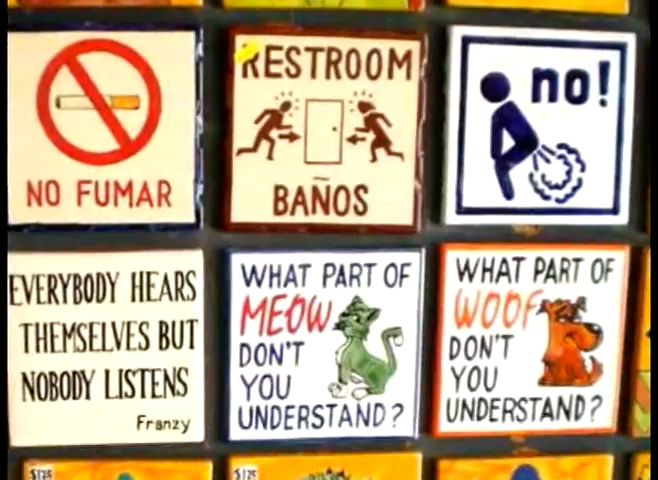 NO FUMAR
RESTROOM
BAÑOS
no!
EVERYBODY HEARS
THEMSELVES BUT
NOBODY LISTENS
Franzy
WHAT PART OF
MEOW
DON'T
YOU
UNDERSTAND?
WHAT PART OF
WOOF
DON'T
YOU
UNDERSTAND?